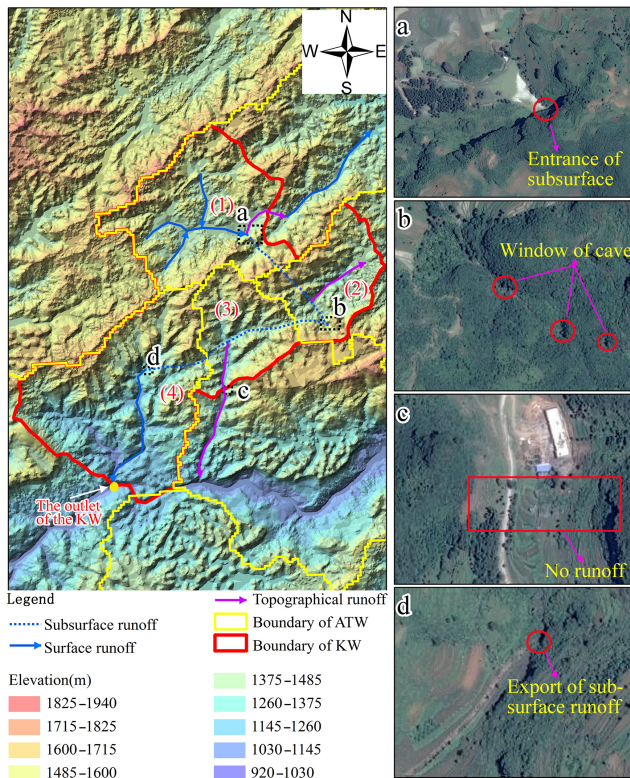 N
W
E
S
(1)
a
(2)
(3)
b
d
(4)
c
The outlet
of the KW
a
Entrance of
subsurface
b
Window of cave
c
No runoff
d
Export of sub-
surface runoff
Legend
Subsurface runoff
Surface runoff
Topographical runoff
Boundary of ATW
Boundary of KW
Elevation(m)
1825-1940
1715-1825
1600-1715
1485-1600
1375-1485
1260-1375
1145-1260
1030-1145
920-1030